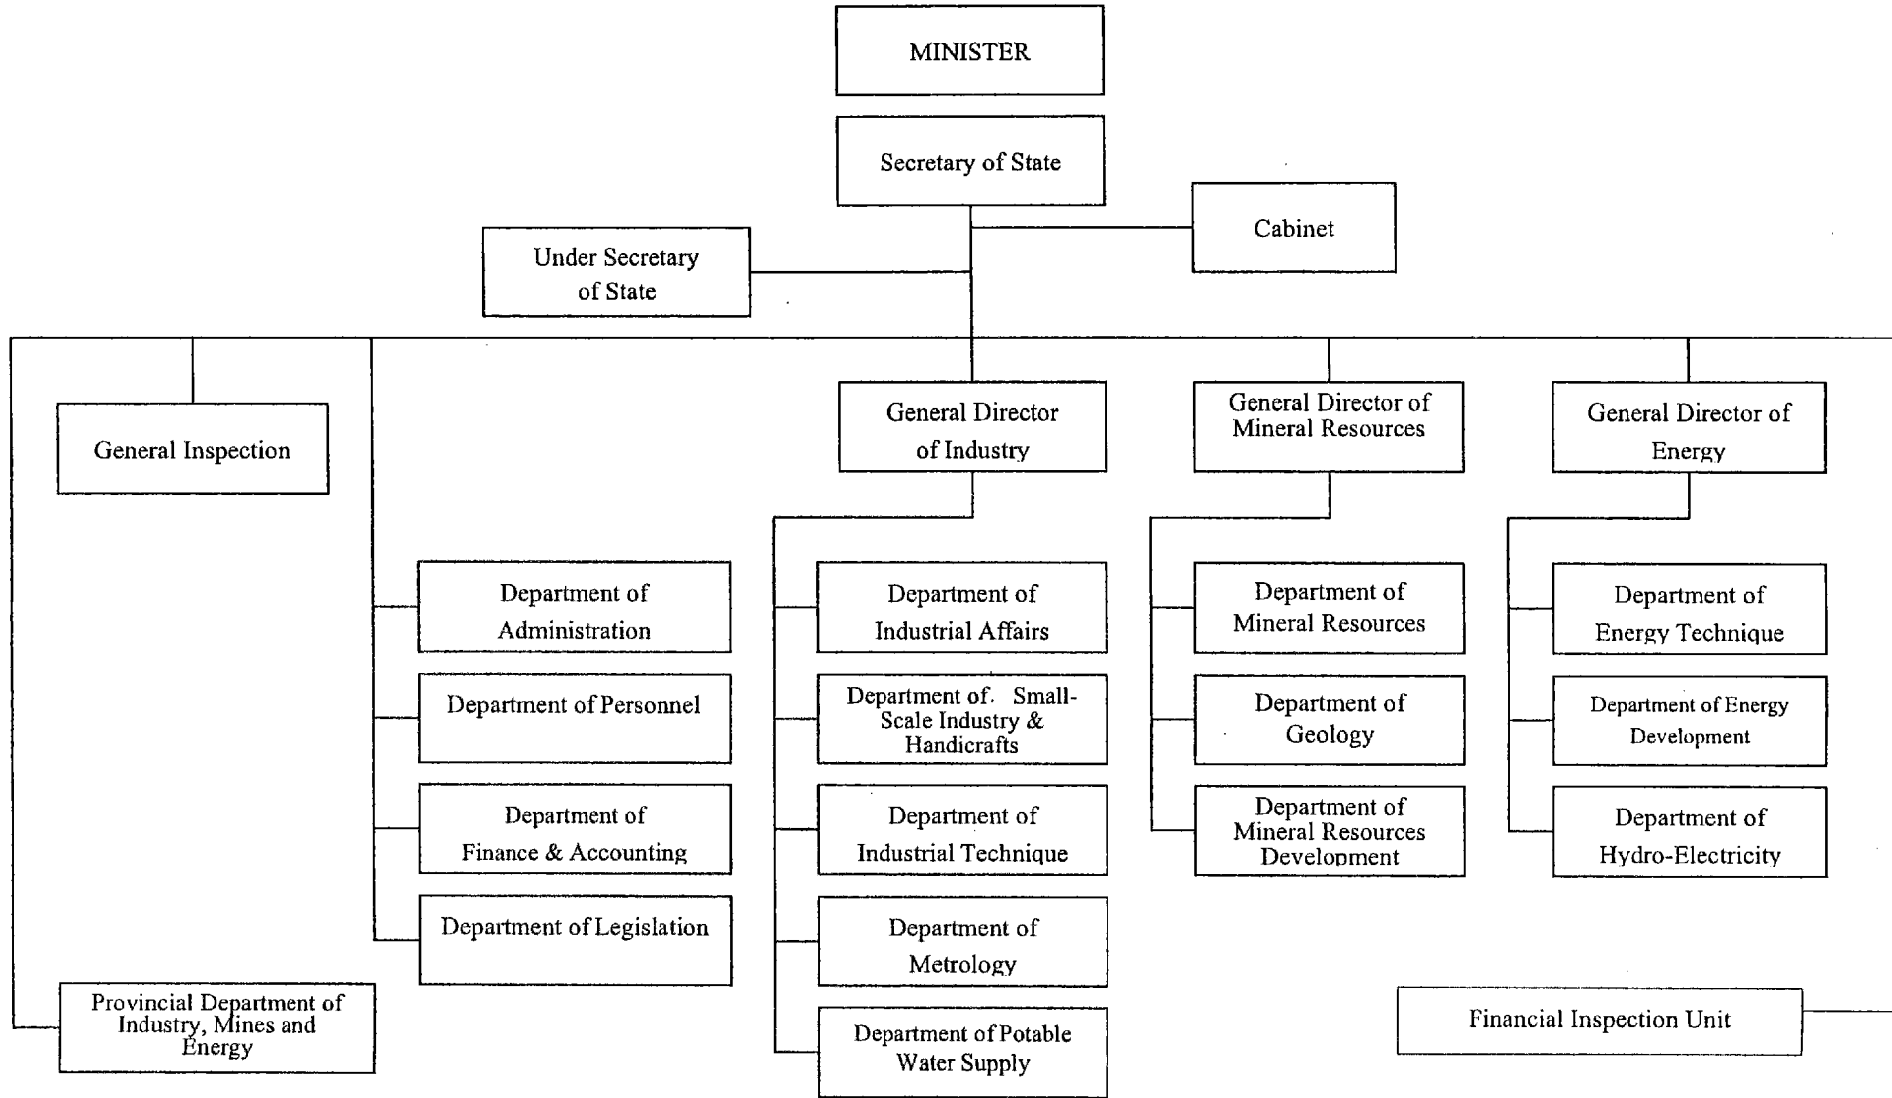 MINISTER
Secretary of State
Cabinet
Under Secretary
of State
General Inspection
General Director
of Industry
General Director of
Mineral Resources
General Director of
Energy
Department of
Administration
Department of Personnel
Department of
Finance & Accounting
Department of Legislation
Provincial Department of
Industry, Mines and
Energy
Department of
Industrial Affairs
Department of. Small-
Scale Industry &
Handicrafts
Department of
Industrial Technique
Department of
Metrology
Department of Potable
Water Supply
Department of
Mineral Resources
Department of
Geology
Department of
Mineral Resources
Development
Department of
Energy Technique
Department of Energy
Development
Department of
Hydro-Electricity
Financial Inspection Unit